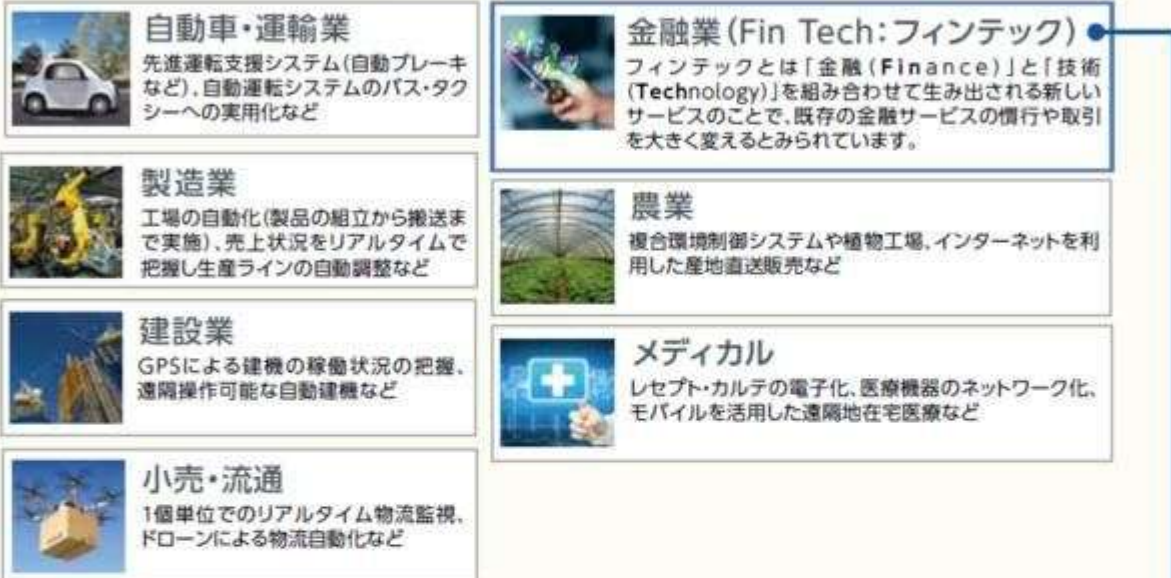 自動車・運輸業
先進運転支援システム(自動ブレーキ
など)、自動運転システムのバス・タク
シーへの実用化など
製造業
工場の自動化(製品の組立から搬送ま
で実施)、売上状況をリアルタイムで
把握し生産ラインの自動調整など
建設業
GPSによる建機の稼働状況の把握、
遠隔操作可能な自動建機など
小売・流通
1個単位でのリアルタイム物流監視、
ドローンによる物流自動化など
金融業(Fin Tech:フィンテック)
フィンテックとは「金融(Finance)」と「技術
(Technology)」を組み合わせて生み出される新しい
サービスのことで、既存の金融サービスの慣行や取引
を大きく変えるとみられています。
農業
複合環境制御システムや植物工場、インターネットを利
用した産地直送販売など
メディカル
レセプト・カルテの電子化、医療機器のネットワーク化、
モバイルを活用した遠隔地在宅医療など